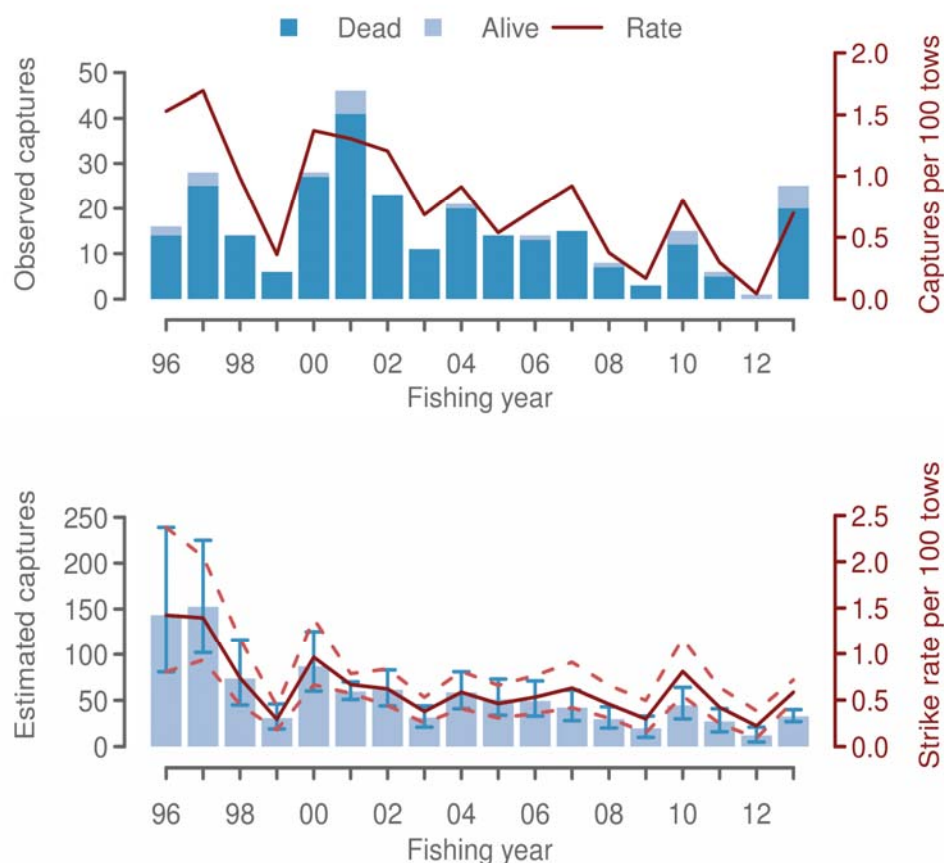 Dead Alive Rate
Observed captures
50
40
30
20
10
0
2.0
1.5
1.0
0.5
0.0
Captures per 100 tows
96 98 00 02 04 06 08 10 12
Fishing year
Estimated captures
250
200
150
100
50
0
2.5
2.0
1.5
1.0
0.5
0.0
Strike rate per 100 tows
96 98 00 02 04 06 08 10 12
Fishing year